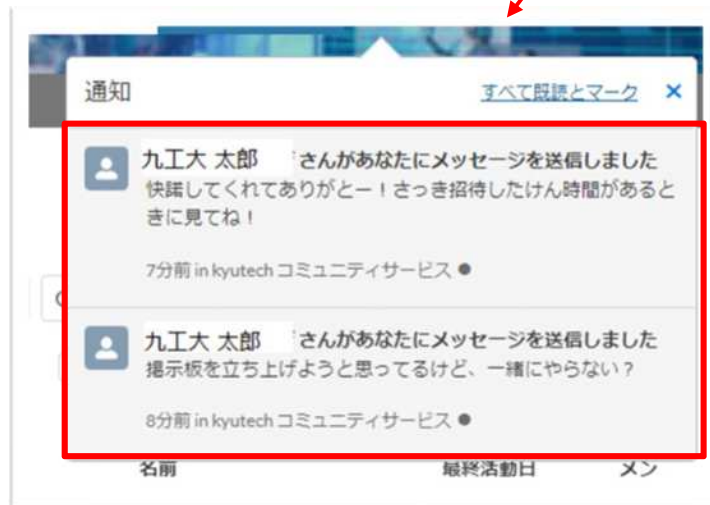 通知
すべて既読とマーク ×
九工大 太郎 さんがあなたにメッセージを送信しました
快諾してくれてありがとー！さっき招待したけん時間があると
きに見てね！
7分前 in kyutech コミュニティサービス ●
九工大 太郎 さんがあなたにメッセージを送信しました
掲示板を立ち上げようと思ってるけど、一緒にやらない？
8分前 in kyutech コミュニティサービス ●
名前
最終活動日
メン